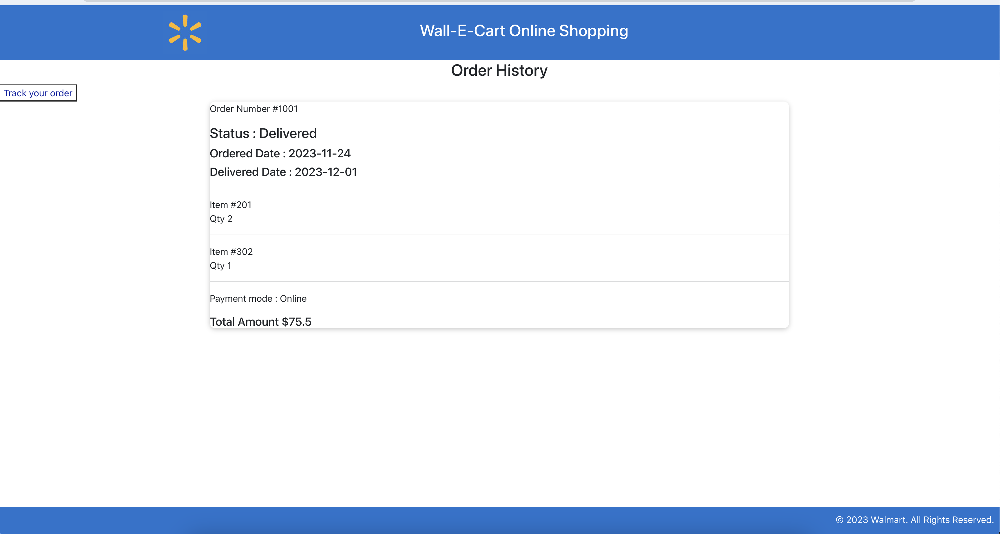 Wall-E-Cart Online Shopping
Order History
Track your order
Order Number #1001
Status : Delivered
Ordered Date : 2023-11-24
Delivered Date : 2023-12-01
Item #201
Qty 2
Item #302
Qty 1
Payment mode : Online
Total Amount $75.5
© 2023 Walmart. All Rights Reserved.